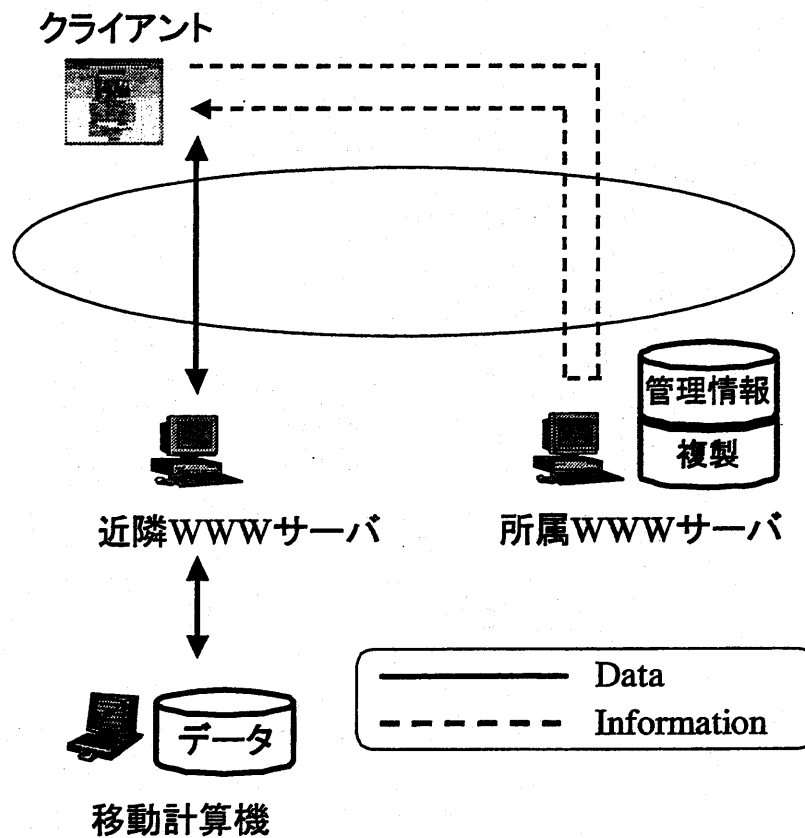 クライアント
管理情報
複製
近隣WWWサーバ
所属WWWサーバ
データ
移動計算機
Data
Information